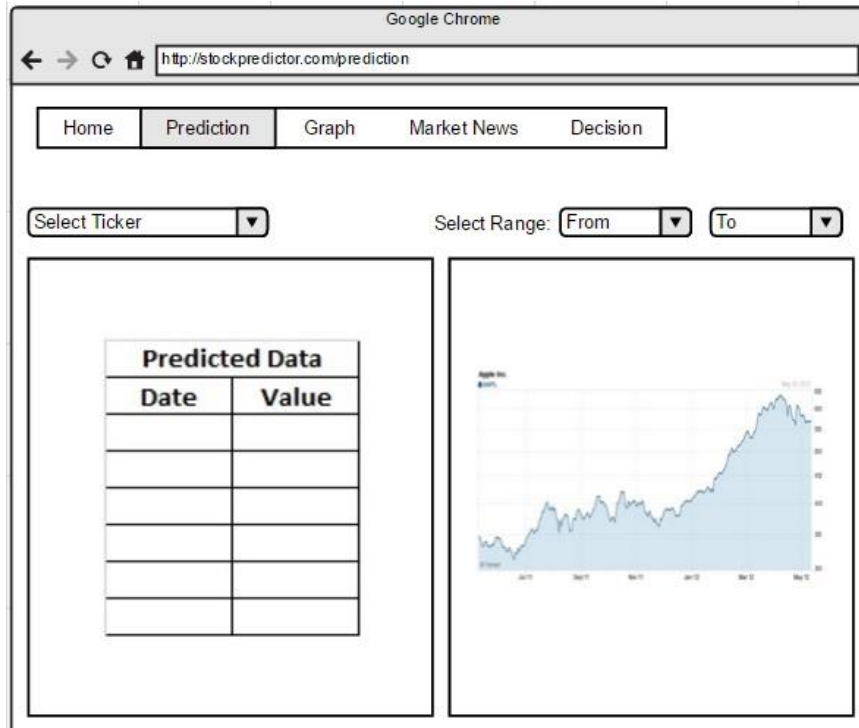 Google Chrome
http://stockpredictor.com/prediction
Home Prediction Graph Market News Decision
Select Ticker Select Range: From To
Predicted Data
Date Value
Apple Inc.